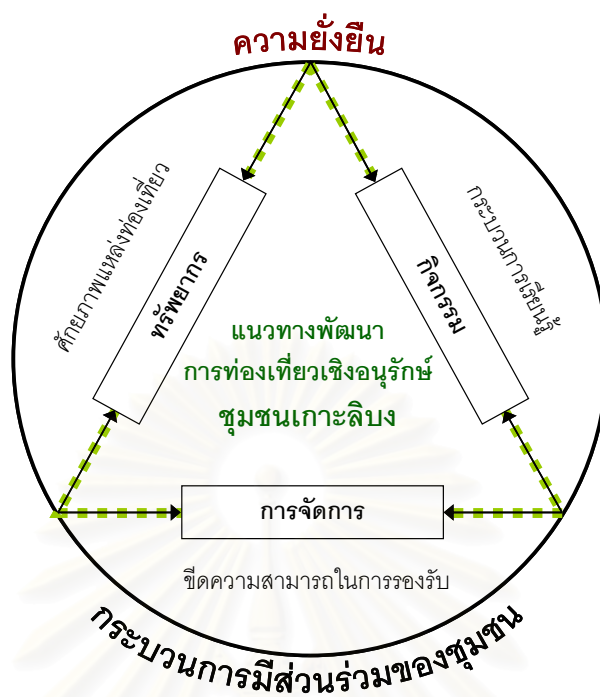 ความยั่งยืน
ศักยภาพแหล่งท่องเที่ยว
ทรัพยากร
กิจกรรม
กระบวนการเรียนรู้
แนวทางพัฒนา
การท่องเที่ยวเชิงอนุรักษ์
ชุมชนเกาะลิบง
การจัดการ
ขีดความสามารถในการรองรับ
กระบวนการมีส่วนร่วมของชุมชน